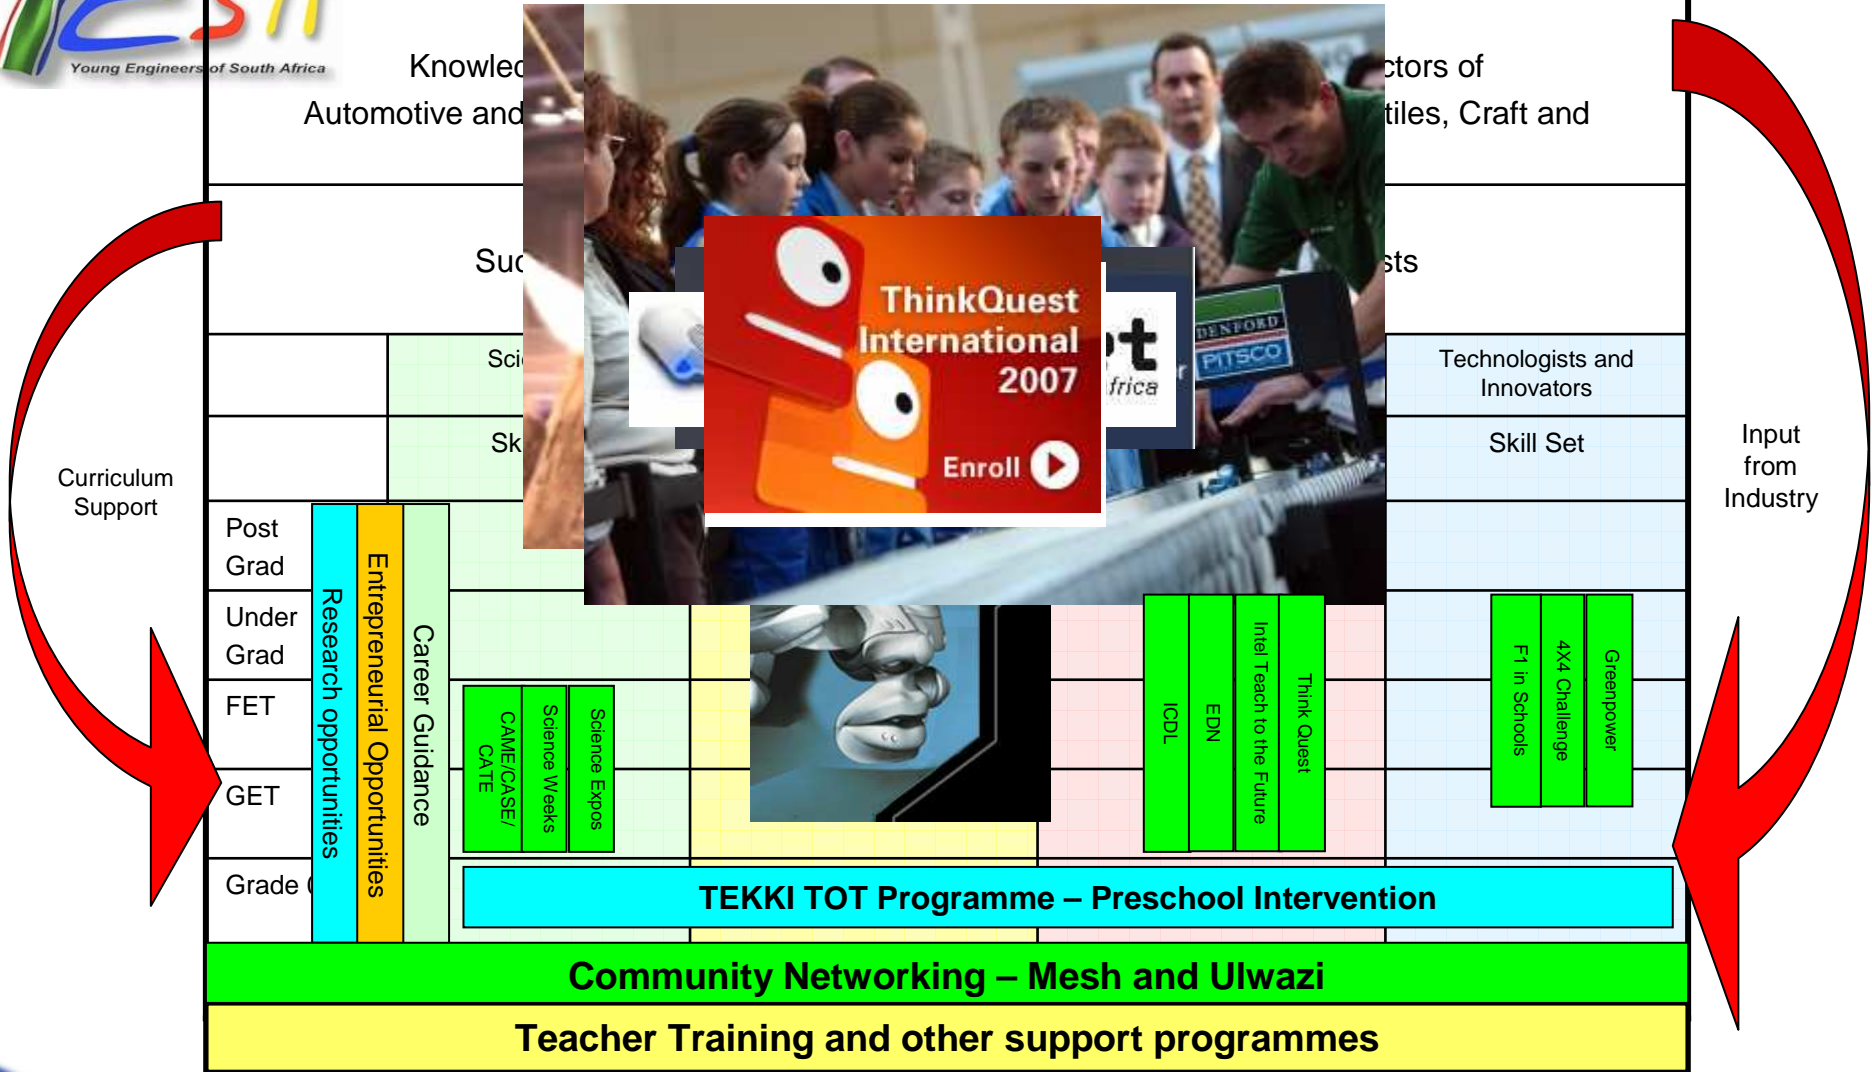 Young Engineers of South Africa
Knowlec
ctors of
Automotive and
tiles, Craft and
Suc
sts
ThinkQuest
International
2007
Enroll
et
frica
DENFORD
PITSCO
Sci
Technologists and
Innovators
Sk
Skill Set
Curriculum
Support
Input
from
Industry
Post
Grad
Under
Grad
FET
GET
Grade
Research opportunities
Entrepreneurial Opportunities
Career Guidance
CAME/CASE/
CATE
Science Weeks
Science Expos
ICDL
EDN
Intel Teach to the Future
Think Quest
F1 in Schools
4X4 Challenge
Greenpower
TEKKI TOT Programme – Preschool Intervention
Community Networking – Mesh and Ulwazi
Teacher Training and other support programmes